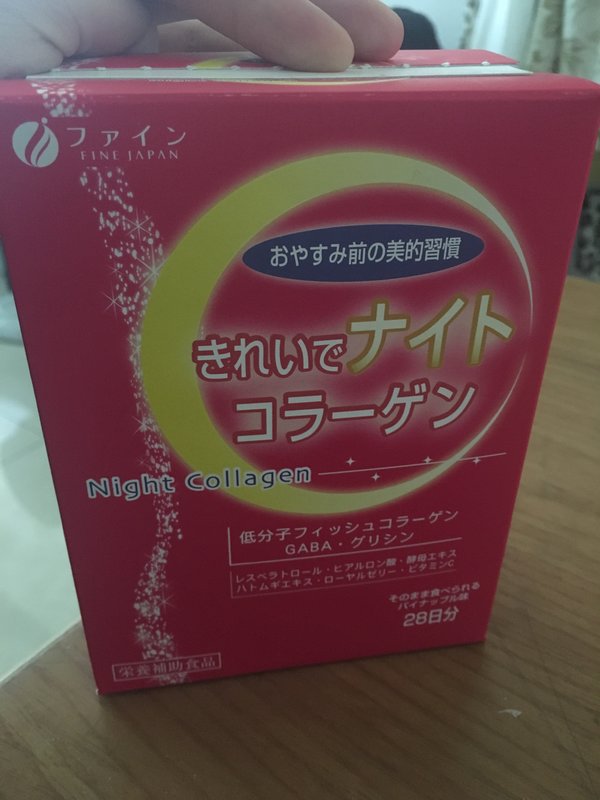 ファイン
FINE JAPAN
おやすみ前の美的習慣
きれいでナイト
コラーゲン
Night Collagen
低分子フィッシュコラーゲン
GABA・グリシン
レスベラトロール・ヒアルロン酸・酵母エキス
ハトムギエキス・ローヤルゼリー・ビタミンC
そのまま食べられる
パイナップル味
28日分
栄養補助食品